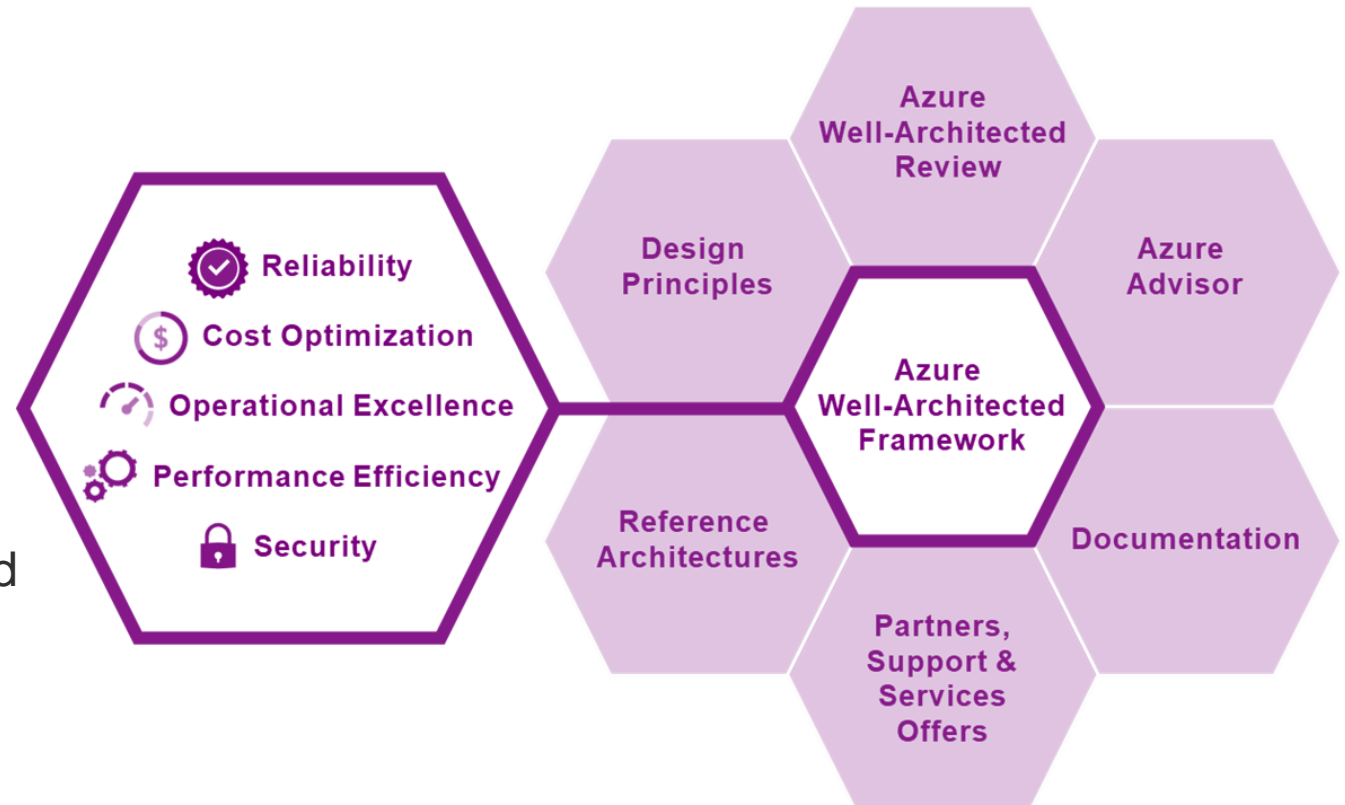 Reliability
$
Cost Optimization
Operational Excellence
Performance Efficiency
Security
d
Azure
Well-Architected
Review
Design
Principles
Azure
Advisor
Azure
Well-Architected
Framework
Reference
Architectures
Documentation
Partners,
Support &
Services
Offers